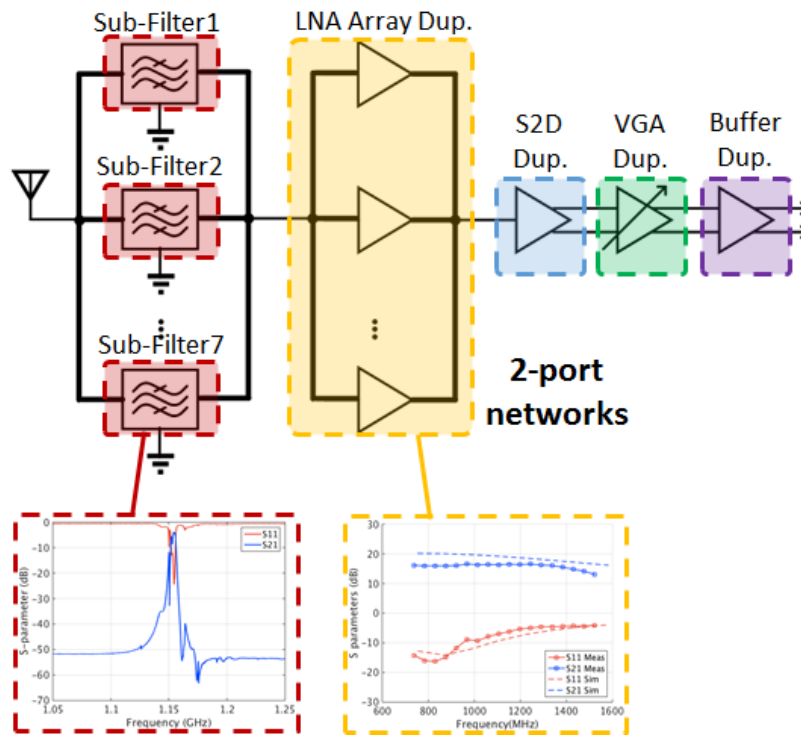 Sub-Filter1
LNA Array Dup.
S2D
Dup.
VGA
Dup.
Buffer
Dup.
Sub-Filter2
Sub-Filter7
2-port
networks
0
-10
-20
-30
-40
-50
-60
-70
S-parameter (dB)
S11
S21
1.05
1.1
1.15
1.2
1.25
Frequency (GHz)
30
20
10
0
-10
-20
-30
S parameters (dB)
S11 Meas
S21 Meas
S11 Sim
S21 Sim
600
800
1000
1200
1400
1600
Frequency(MHz)